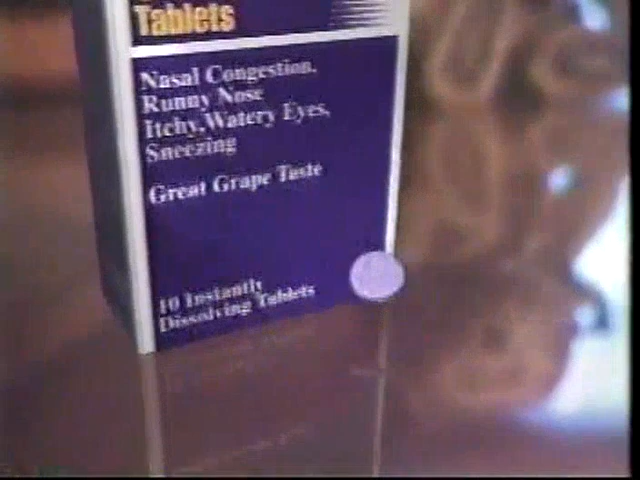 Tablets
Nasal Congestion,
Runny Nose
Itchy,Watery Eyes,
Sneezing
Great Grape Taste
10 Instantly
Dissolving Tablets